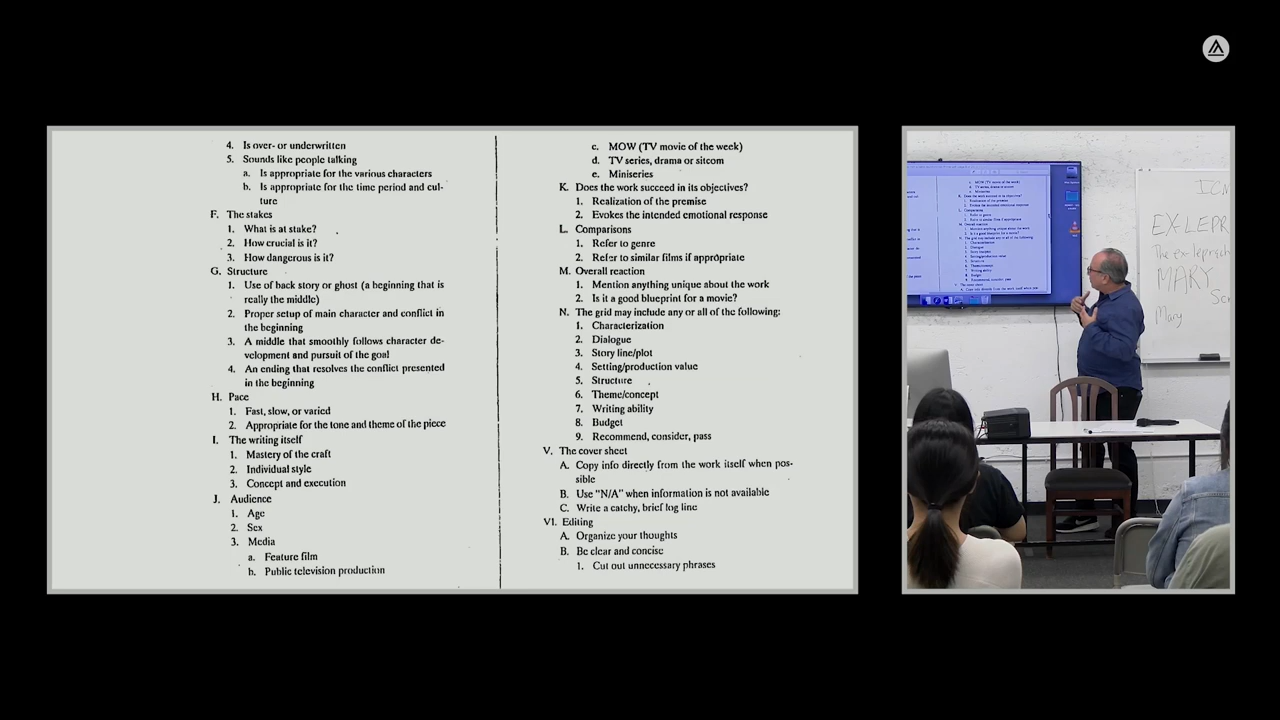 4. Is over- or underwritten
5. Sounds like people talking
a. Is appropriate for the various characters
b. Is appropriate for the time period and cul-
ture
F. The stakes
1. What is at stake?
2. How crucial is it?
3. How dangerous is it?
G. Structure
1. Use of back story or ghost (a beginning that is
really the middle)
2. Proper setup of main character and conflict in
the beginning
3. A middle that smoothly follows character de-
velopment and pursuit of the goal
4. An ending that resolves the conflict presented
in the beginning
H. Pace
1. Fast, slow, or varied
2. Appropriate for the tone and theme of the piece
I. The writing itself
1. Mastery of the craft
2. Individual style
3. Concept and execution
J. Audience
1. Age
2. Sex
3. Media
a. Feature film
b. Public television production
c. MOW (TV movie of the week)
d. TV series, drama or sitcom
e. Miniseries
K. Does the work succeed in its objectives?
1. Realization of the premise
2. Evokes the intended emotional response
L. Comparisons
1. Refer to genre
2. Refer to similar films if appropriate
M. Overall reaction
1. Mention anything unique about the work
2. Is it a good blueprint for a movie?
N. The grid may include any or all of the following:
1. Characterization
2. Dialogue
3. Story line/plot
4. Setting/production value
5. Structure
6. Theme/concept
7. Writing ability
8. Budget
9. Recommend, consider, pass
V. The cover sheet
A. Copy info directly from the work itself when pos-
sible
B. Use "N/A" when information is not available
C. Write a catchy, brief log line
VI. Editing
A. Organize your thoughts
B. Be clear and concise
1. Cut out unnecessary phrases
EX-LEPR
MARY
Mary